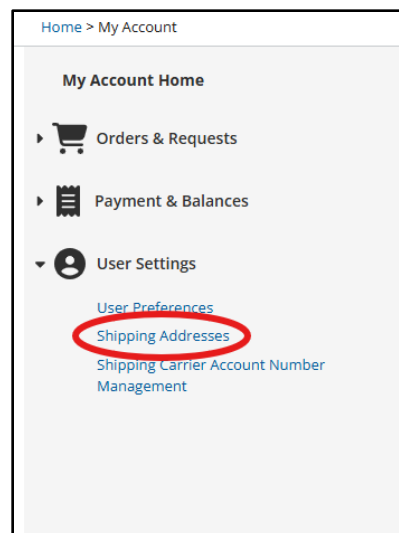 Home > My Account
My Account Home
Orders & Requests
Payment & Balances
User Settings
User Preferences
Shipping Addresses
Shipping Carrier Account Number
Management